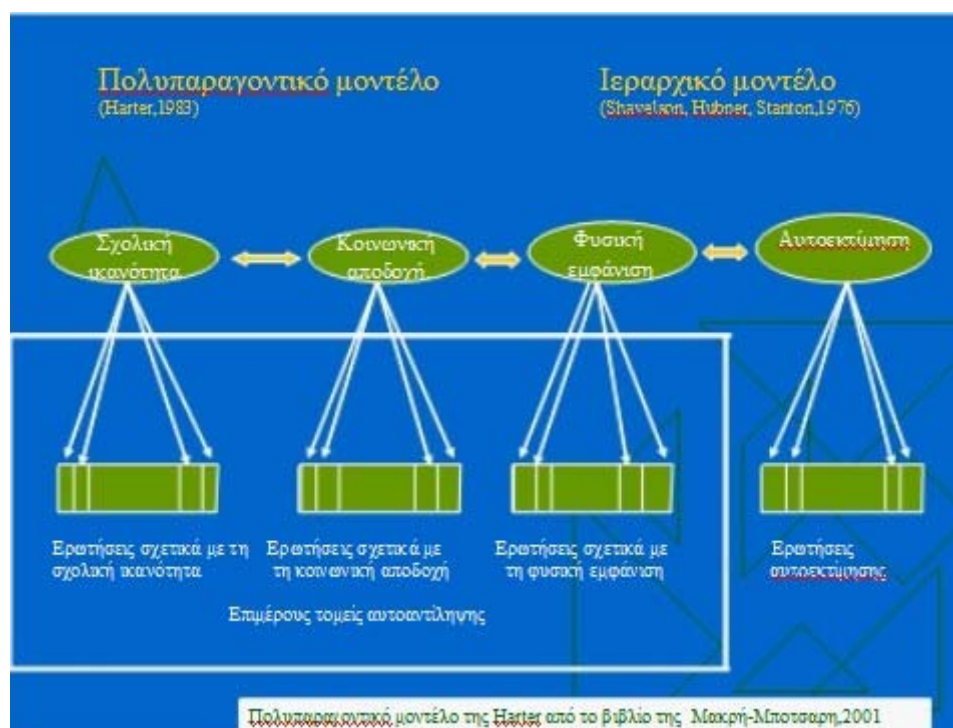 Πολυπαραγοντικό μοντέλο
(Harter,1983)
Ιεραρχικό μοντέλο
(Shavelson, Hubner, Stanton,1976)
Σχολική
ικανότητα
Κοινωνική
αποδοχή
Φυσική
εμφάνιση
Αυτοεκτίμηση
Ερωτήσεις σχετικά με τη
σχολική ικανότητα
Ερωτήσεις σχετικά με
τη κοινωνική αποδοχή
Ερωτήσεις σχετικά με
τη φυσική εμφάνιση
Ερωτήσεις
αυτοεκτίμησης
Επιμέρους τομείς αυτοαντίληψης
Πολυπαραγοντικό μοντέλο της Harter από το βιβλίο της Μακρή-Μποτσαρη,2001